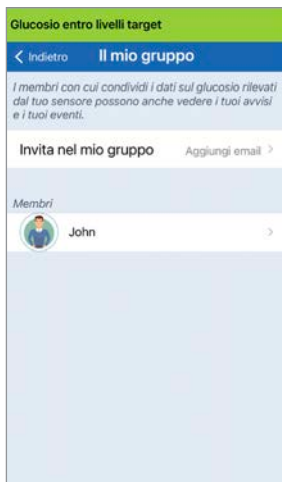 Glucosio entro livelli target
Indietro Il mio gruppo
I membri con cui condividi i dati sul glucosio rilevati
dal tuo sensore possono anche vedere i tuoi avvisi
e i tuoi eventi.
Invita nel mio gruppo Aggiungi email
Membri
John